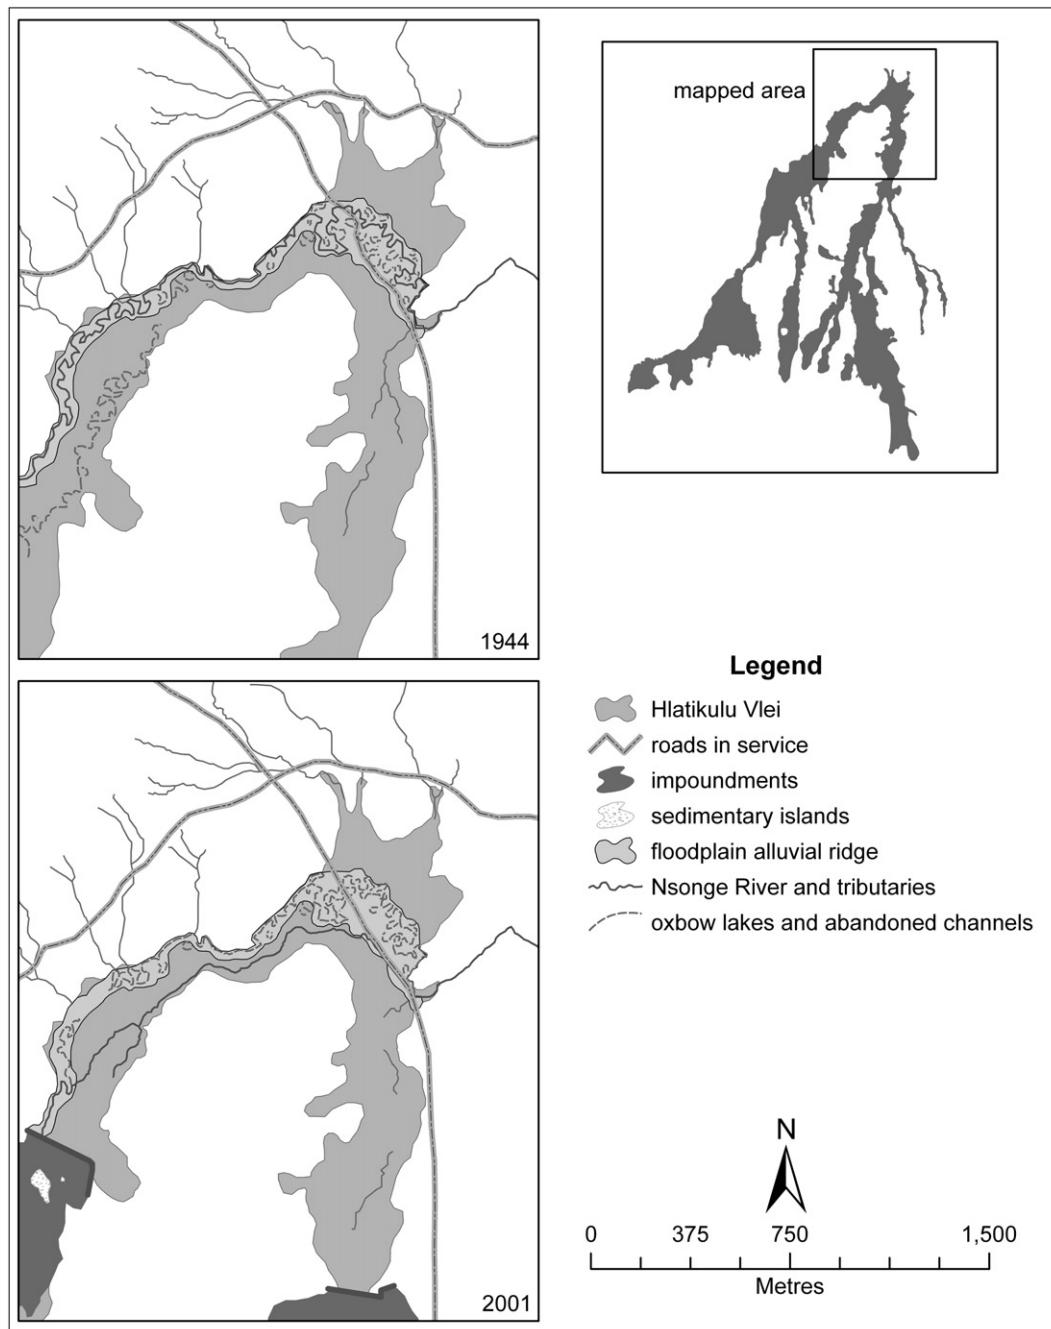 mapped area
1944
2001
Legend
Hlatikulu Vlei
roads in service
impoundments
sedimentary islands
floodplain alluvial ridge
Nsonge River and tributaries
oxbow lakes and abandoned channels
N
0 375 750 1,500
Metres